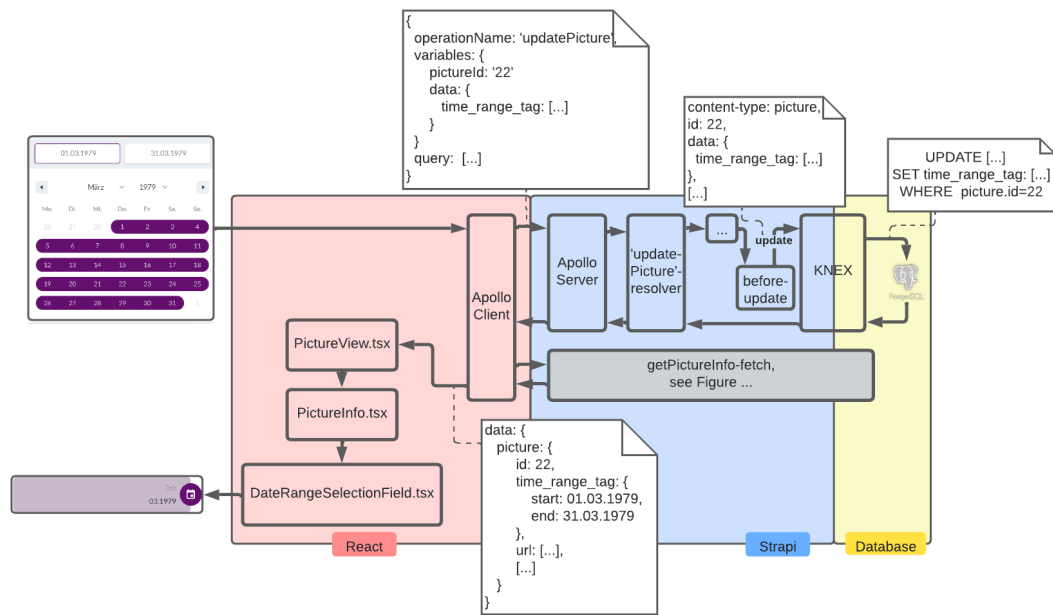 {
operationName: 'updatePicture',
variables: {
pictureId: '22'
data: {
time_range_tag: [...]
}
}
query: [...]
}
content-type: picture,
id: 22,
data: {
time_range_tag: [...]
},
[...]
UPDATE [...]
SET time_range_tag: [...]
WHERE picture.id=22
01.03.1979 31.03.1979
März 1979
Mo. Di. Mi. Do. Fr. Sa. So.
26 27 28 1 2 3 4
5 6 7 8 9 10 11
12 13 14 15 16 17 18
19 20 21 22 23 24 25
26 27 28 29 30 31 1
Apollo
Client
Apollo
Server
'update-
Picture'-
resolver
...
update
before-
update
KNEX
PostgreSQL
PictureView.tsx
getPictureInfo-fetch,
see Figure ...
PictureInfo.tsx
DateRangeSelectionField.tsx
Zeit
03.1979
data: {
picture: {
id: 22,
time_range_tag: {
start: 01.03.1979,
end: 31.03.1979
},
url: [...],
[...]
}
}
React
Strapi
Database